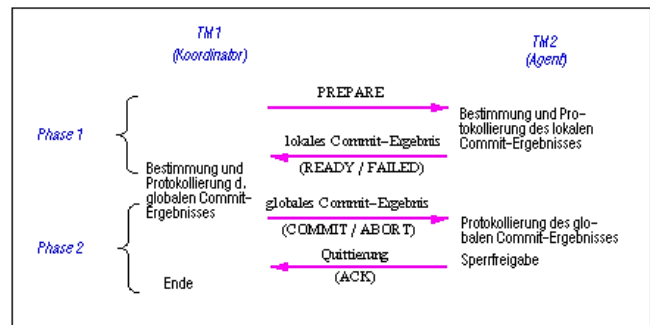 TM1
(Koordinator)
TM2
(Agent)
PREPARE
Phase 1
Bestimmung und Pro-
tokollierung des lokalen
Commit-Ergebnisses
lokales Commit-Ergebnis
(READY / FAILED)
Bestimmung und
Protokollierung d.
globalen Commit-
Ergebnisses
globales Commit-Ergebnis
(COMMIT / ABORT)
Phase 2
Protokollierung des glo-
balen Commit-Ergebnisses
Quittierung
(ACK)
Sperrfreigabe
Ende